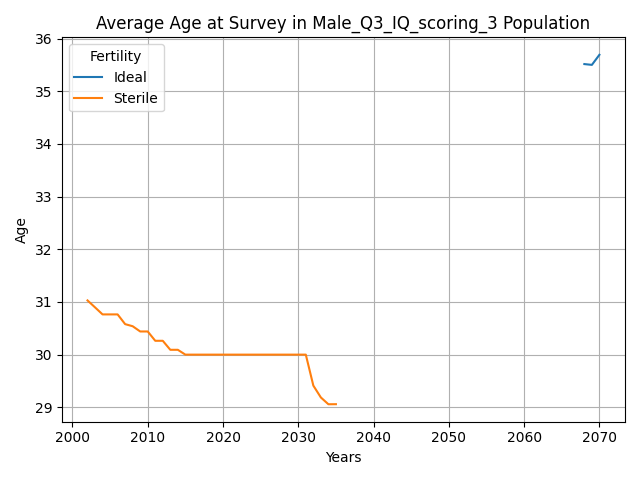 Average Age at Survey in Male_Q3_IQ_scoring_3 Population
Fertility
Ideal
Sterile
Age
36
35
34
33
32
31
30
29
2000 2010 2020 2030 2040 2050 2060 2070
Years